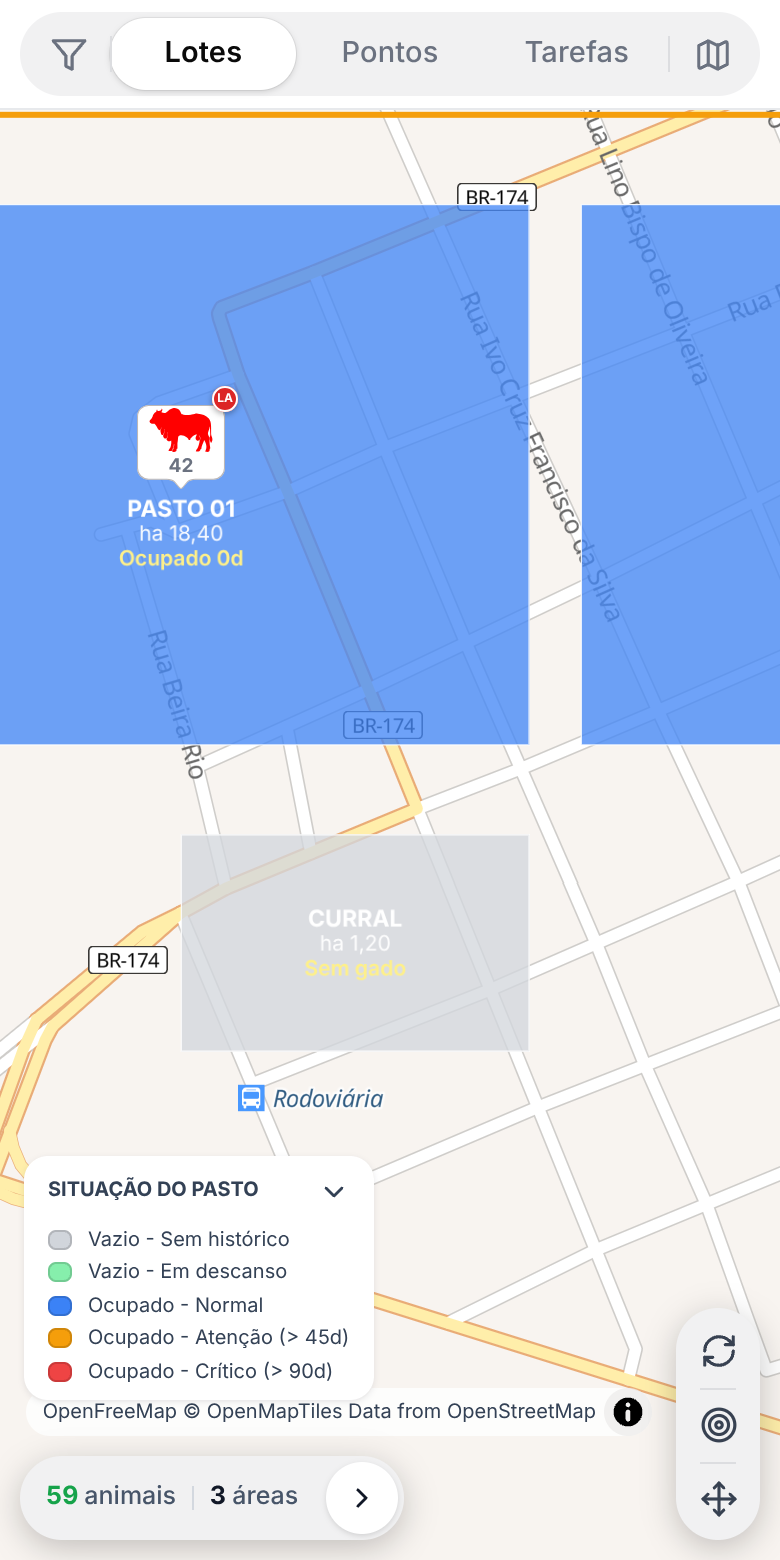 Lotes
Pontos
Tarefas
BR-174
Rua Lino Bispo de Oliveira
Rua Ivo Cruz
Francisco da Silva
LA
42
PASTO 01
ha 18,40
Ocupado 0d
Rua Beira Rio
BR-174
CURRAL
ha 1,20
Sem gado
BR-174
Rodoviária
SITUAÇÃO DO PASTO
Vazio - Sem histórico
Vazio - Em descanso
Ocupado - Normal
Ocupado - Atenção (> 45d)
Ocupado - Crítico (> 90d)
OpenFreeMap © OpenMapTiles Data from OpenStreetMap
59 animais
3 áreas